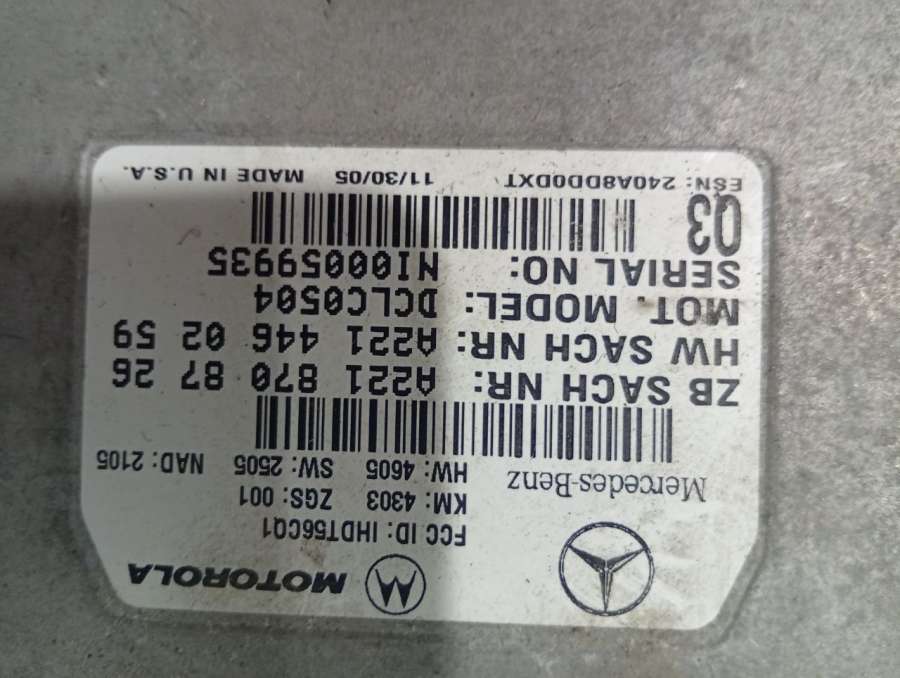 MOTOROLA
FCC ID: IHDT56CQ1
KM: 4303 ZGS: 001
Mercedes-Benz
HW: 4605 SW: 2505 NAD: 2105
ZB SACH NR: A221 870 87 26
HW SACH NR: A221 446 02 59
MOT. MODEL: DCLC0504
SERIAL NO: NI00059935
Q3
ESN: 240A8DD0DXT 11/30/05 MADE IN U.S.A.